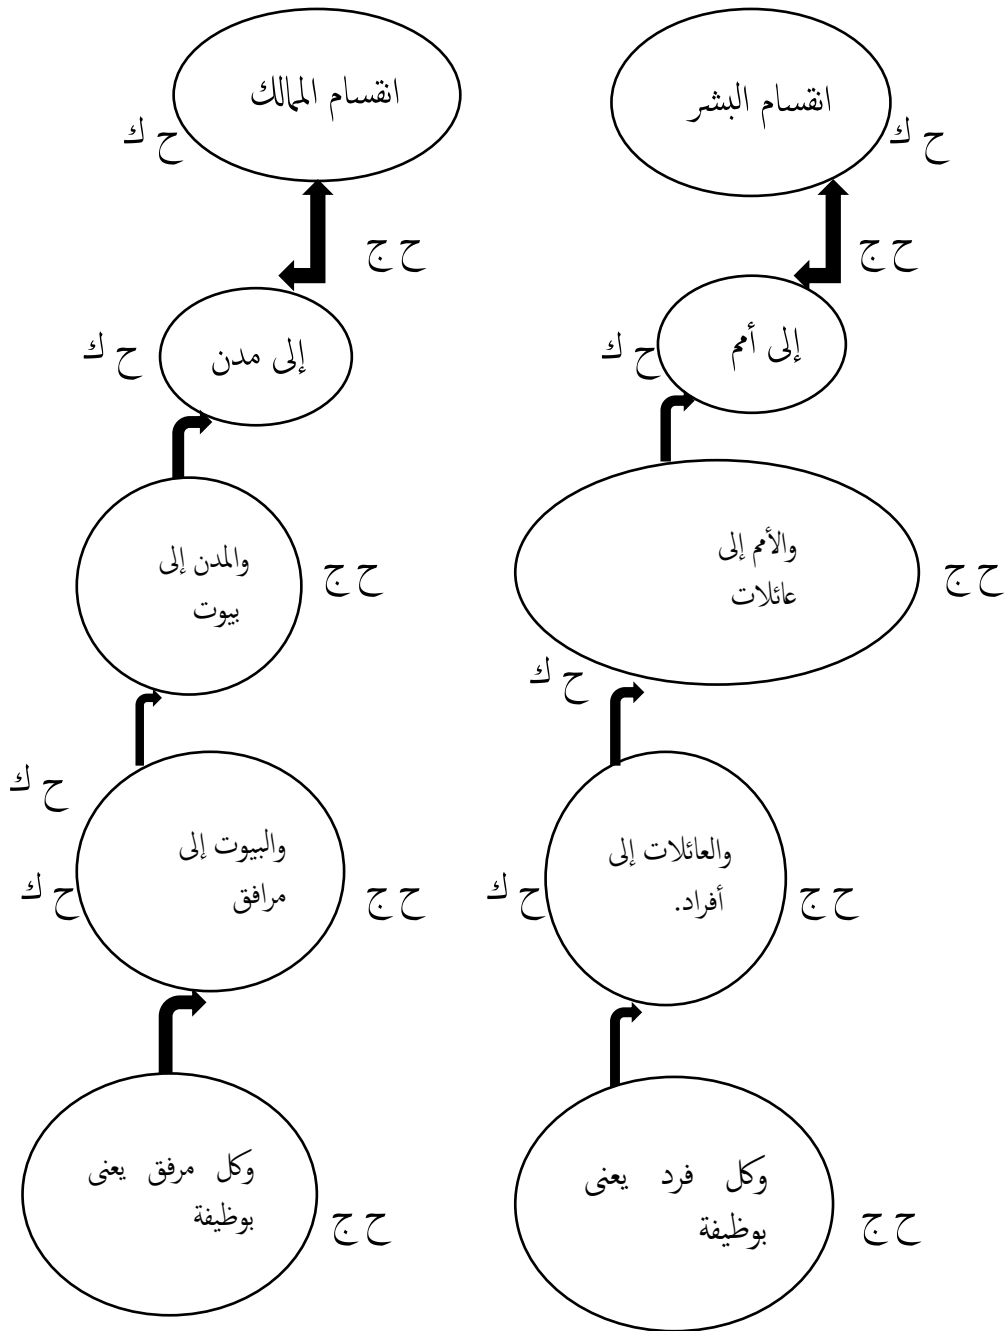 انقسام البشر
ح ك
ح ج
إلى أمم
ح ك
والأمم إلى
عائلات
ح ج
ح ك
والعائلات إلى
أفراد.
ح ك
ح ج
وكل فرد يعنى
بوظيفة
ح ج
انقسام الممالك
ح ك
ح ج
إلى مدن
ح ك
والمدن إلى
بيوت
ح ج
ح ك
والبيوت إلى
مرافق
ح ك
ح ج
وكل مرفق يعنى
بوظيفة
ح ج